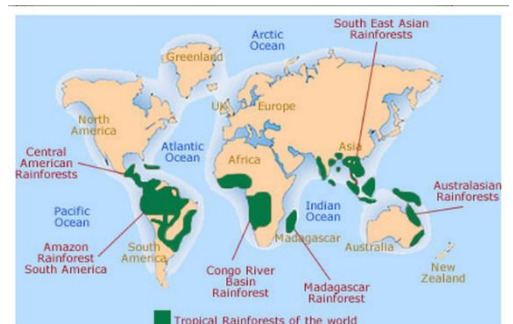 South East Asian
Rainforests
Arctic
Ocean
Greenland
UK
Europe
North
America
Atlantic
Ocean
Asia
Central
American
Rainforests
Africa
Australasian
Rainforests
Pacific
Ocean
Indian
Ocean
Amazon
Rainforest
South America
South
America
Madagascar
Australia
Congo River
Basin
Rainforest
Madagascar
Rainforest
New
Zealand
Tropical Rainforests of the world